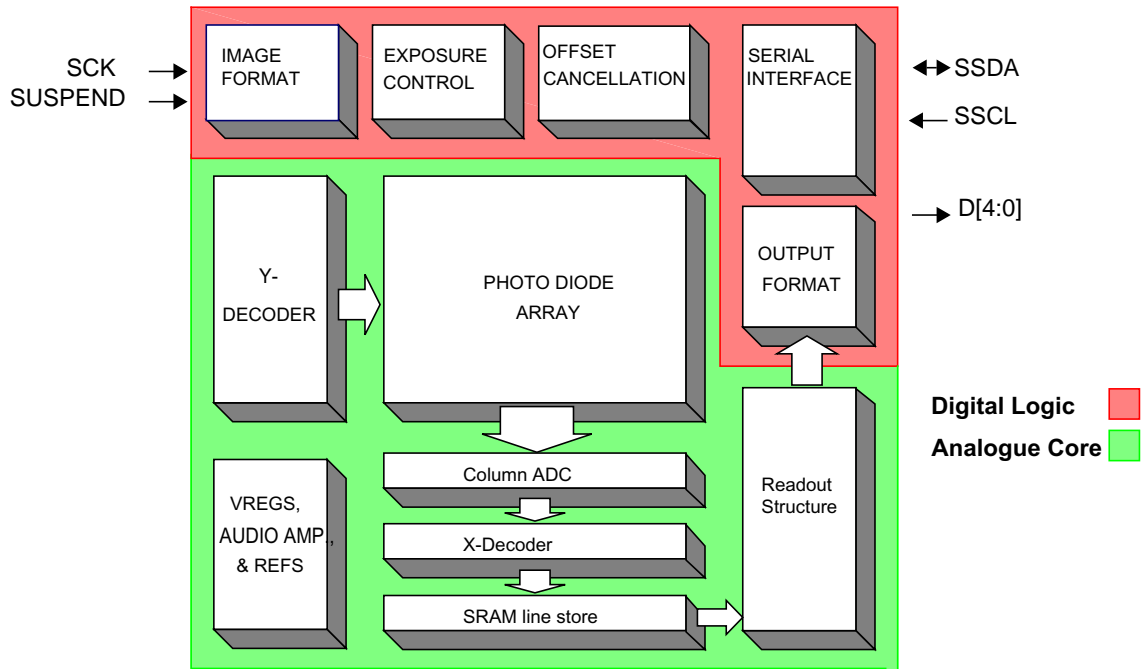 IMAGE
FORMAT
EXPOSURE
CONTROL
OFFSET
CANCELLATION
SERIAL
INTERFACE
SCK
SUSPEND
SSDA
SSCL
D[4:0]
Y-
DECODER
PHOTO DIODE
ARRAY
OUTPUT
FORMAT
Digital Logic
Analogue Core
VREGS,
AUDIO AMP.,
& REFS
Column ADC
X-Decoder
SRAM line store
Readout
Structure